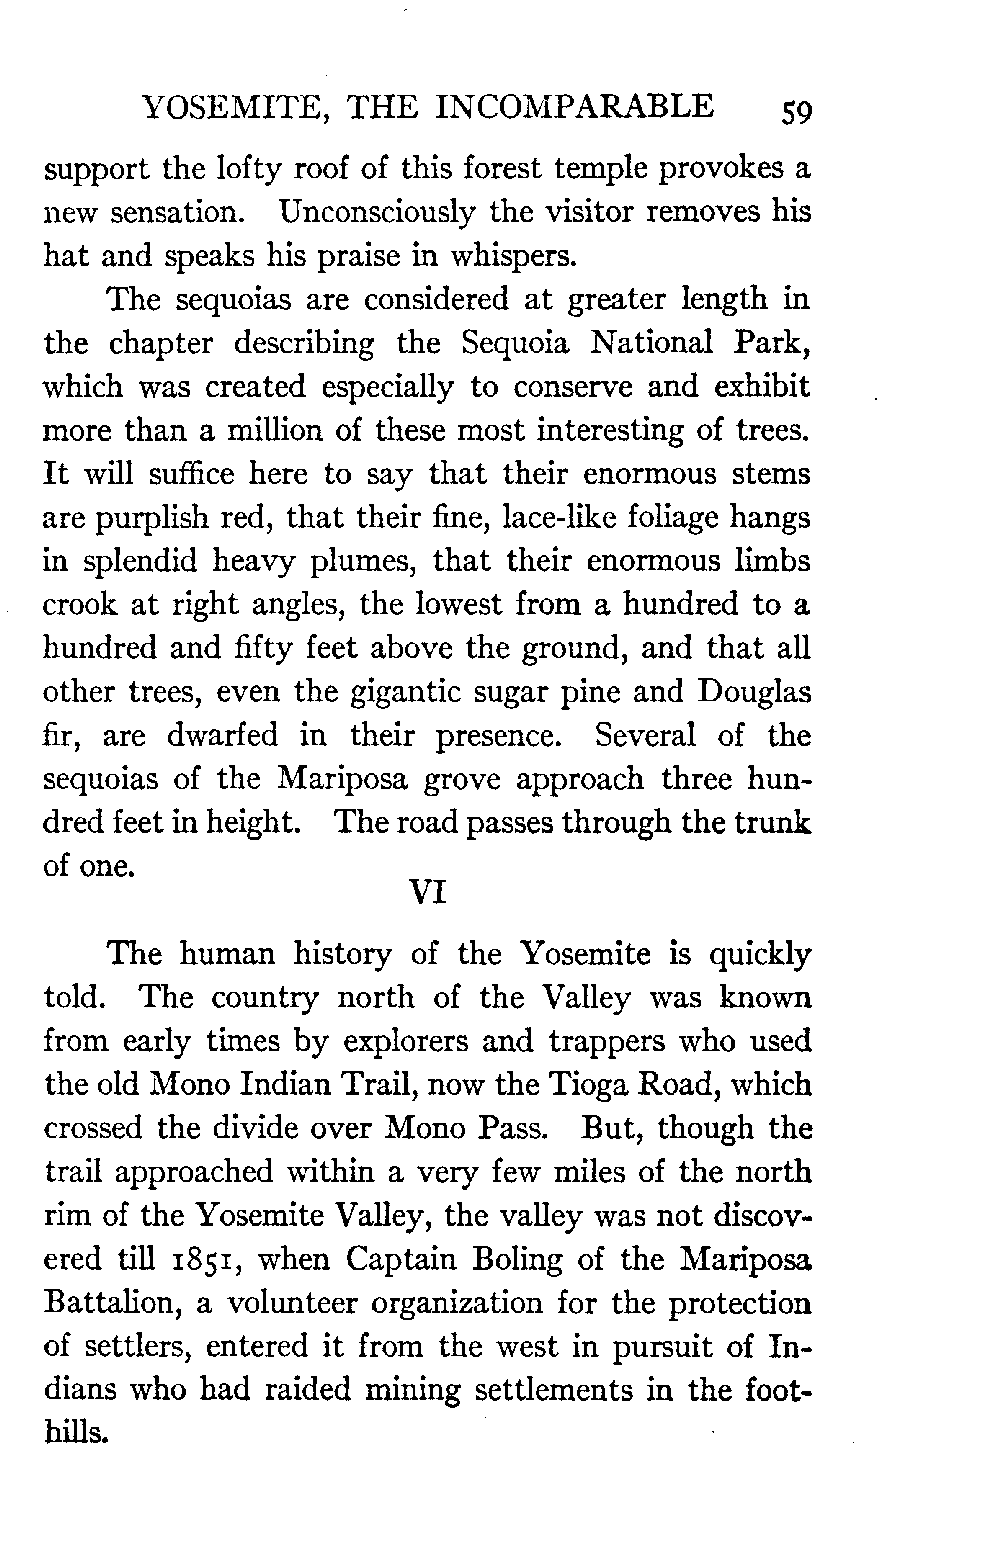 YOSEMITE, THE INCOMPARABLE 59
support the lofty roof of this forest temple provokes a
new sensation. Unconsciously the visitor removes his
hat and speaks his praise in whispers.
The sequoias are considered at greater length in
the chapter describing the Sequoia National Park,
which was created especially to conserve and exhibit
more than a million of these most interesting of trees.
It will suffice here to say that their enormous stems
are purplish red, that their fine, lace-like foliage hangs
in splendid heavy plumes, that their enormous limbs
crook at right angles, the lowest from a hundred to a
hundred and fifty feet above the ground, and that all
other trees, even the gigantic sugar pine and Douglas
fir, are dwarfed in their presence. Several of the
sequoias of the Mariposa grove approach three hun-
dred feet in height. The road passes through the trunk
of one.
VI
The human history of the Yosemite is quickly
told. The country north of the Valley was known
from early times by explorers and trappers who used
the old Mono Indian Trail, now the Tioga Road, which
crossed the divide over Mono Pass. But, though the
trail approached within a very few miles of the north
rim of the Yosemite Valley, the valley was not discov-
ered till 1851, when Captain Boling of the Mariposa
Battalion, a volunteer organization for the protection
of settlers, entered it from the west in pursuit of In-
dians who had raided mining settlements in the foot-
hills.